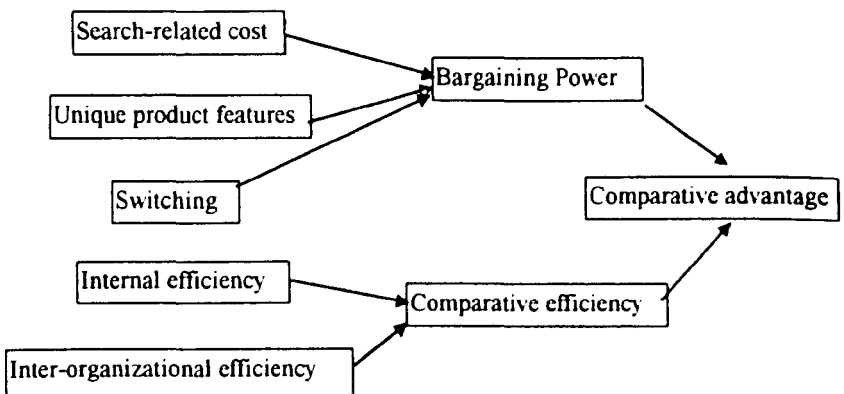 Search-related cost
Bargaining Power
Unique product features
Switching
Comparative advantage
Internal efficiency
Comparative efficiency
Inter-organizational efficiency